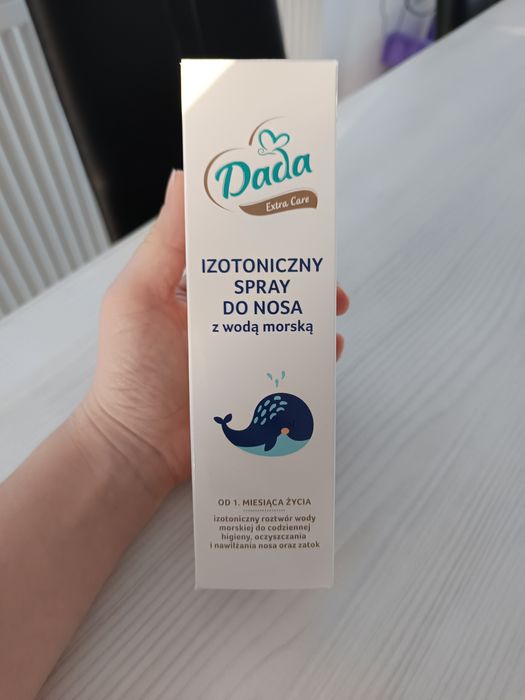 Dada
Extra Care
IZOTONICZNY
SPRAY
DO NOSA
z wodą morską
OD 1. MIESIĄCA ŻYCIA
izotoniczny roztwór wody
morskiej do codziennej
higieny, oczyszczania
i nawilżania nosa oraz zatok